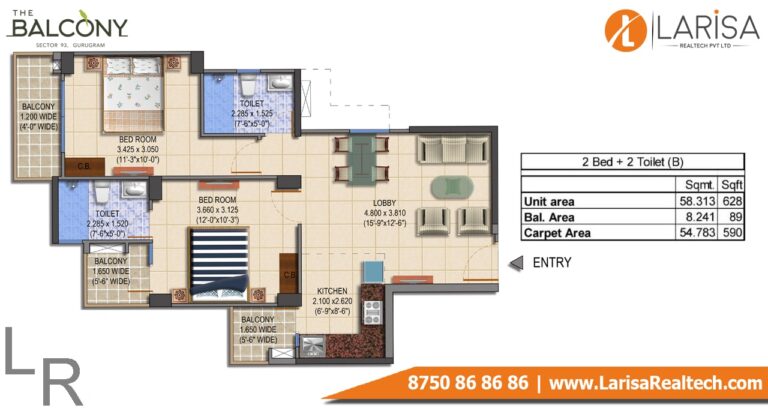 THE
BALCONY
SECTOR 93, GURUGRAM
LARiSA
REALTECH PVT LTD
BALCONY
1.200 WIDE
(4'-0" WIDE)
BED ROOM
3.425 x 3.050
(11'-3"x10'-0")
C.B.
TOILET
2.285 x 1.525
(7'-6"x5'-0")
TOILET
2.285 x 1.520
(7'-6"x5'-0")
BED ROOM
3.660 x 3.125
(12'-0"x10'-3")
C.B
LOBBY
4.800 x 3.810
(15'-9"x12'-6")
BALCONY
1.650 WIDE
(5'-6" WIDE)
KITCHEN
2.100 x2.620
(6'-9"x8'-6")
BALCONY
1.650 WIDE
(5'-6" WIDE)
ENTRY
2 Bed + 2 Toilet (B)
Sqmt. Sqft
Unit area 58.313 628
Bal. Area 8.241 89
Carpet Area 54.783 590
LR
8750 86 86 86 | www.LarisaRealtech.com